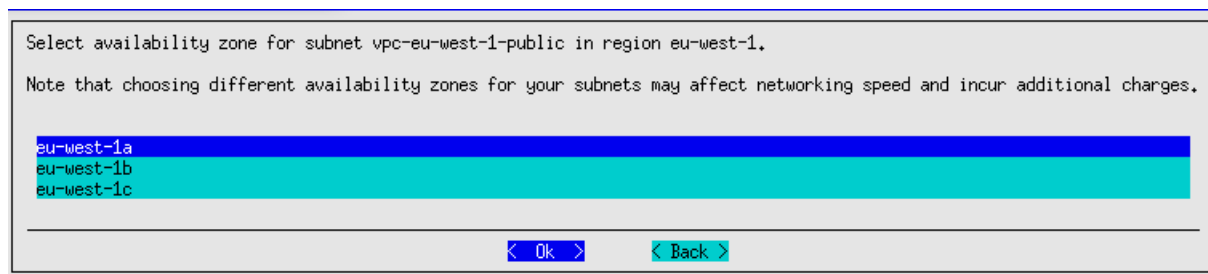 Select availability zone for subnet vpc-eu-west-1-public in region eu-west-1.
Note that choosing different availability zones for your subnets may affect networking speed and incur additional charges.
eu-west-1a
eu-west-1b
eu-west-1c
< Ok > < Back >